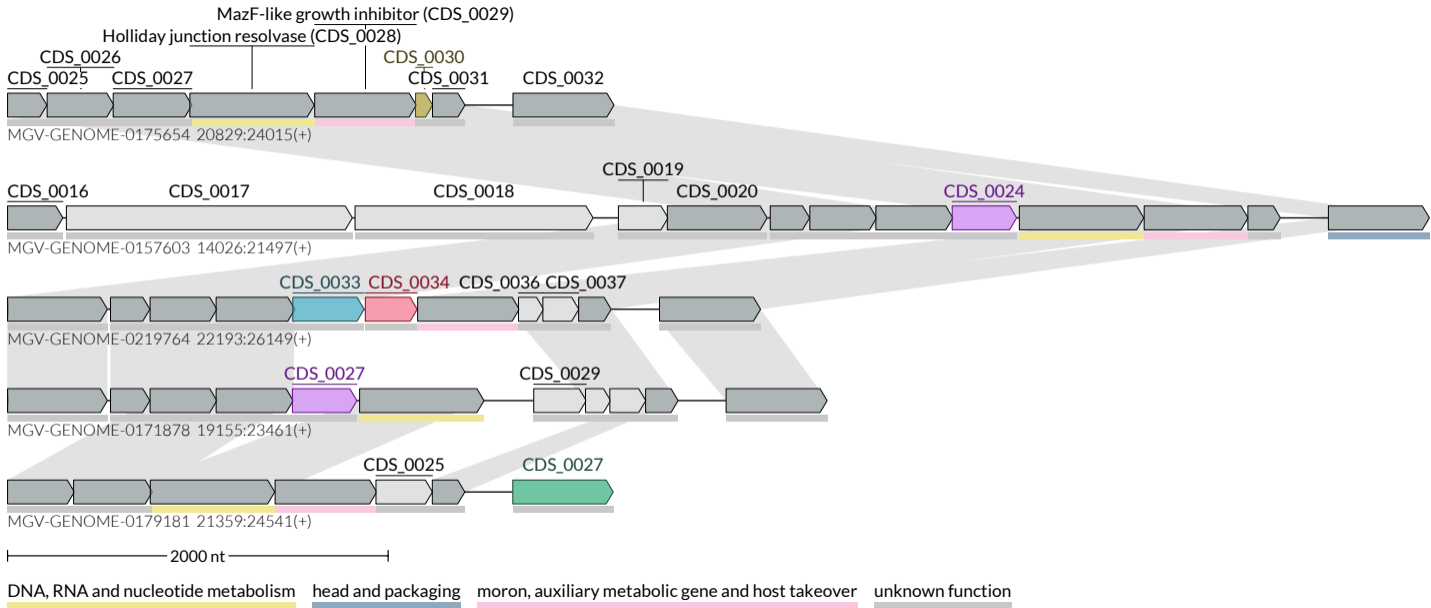 MazF-like growth inhibitor (CDS_0029)
Holliday junction resolvase (CDS_0028)
CDS_0026 CDS_0030
CDS_0025 CDS_0027 CDS_0031 CDS_0032
MGV-GENOME-0175654 20829:24015(+)
CDS_0019
CDS_0016 CDS_0017 CDS_0018 CDS_0020 CDS_0024
MGV-GENOME-0157603 14026:21497(+)
CDS_0033 CDS_0034 CDS_0036 CDS_0037
MGV-GENOME-0219764 22193:26149(+)
CDS_0027 CDS_0029
MGV-GENOME-0171878 19155:23461(+)
CDS_0025 CDS_0027
MGV-GENOME-0179181 21359:24541(+)
2000 nt
DNA, RNA and nucleotide metabolism head and packaging moron, auxiliary metabolic gene and host takeover unknown function